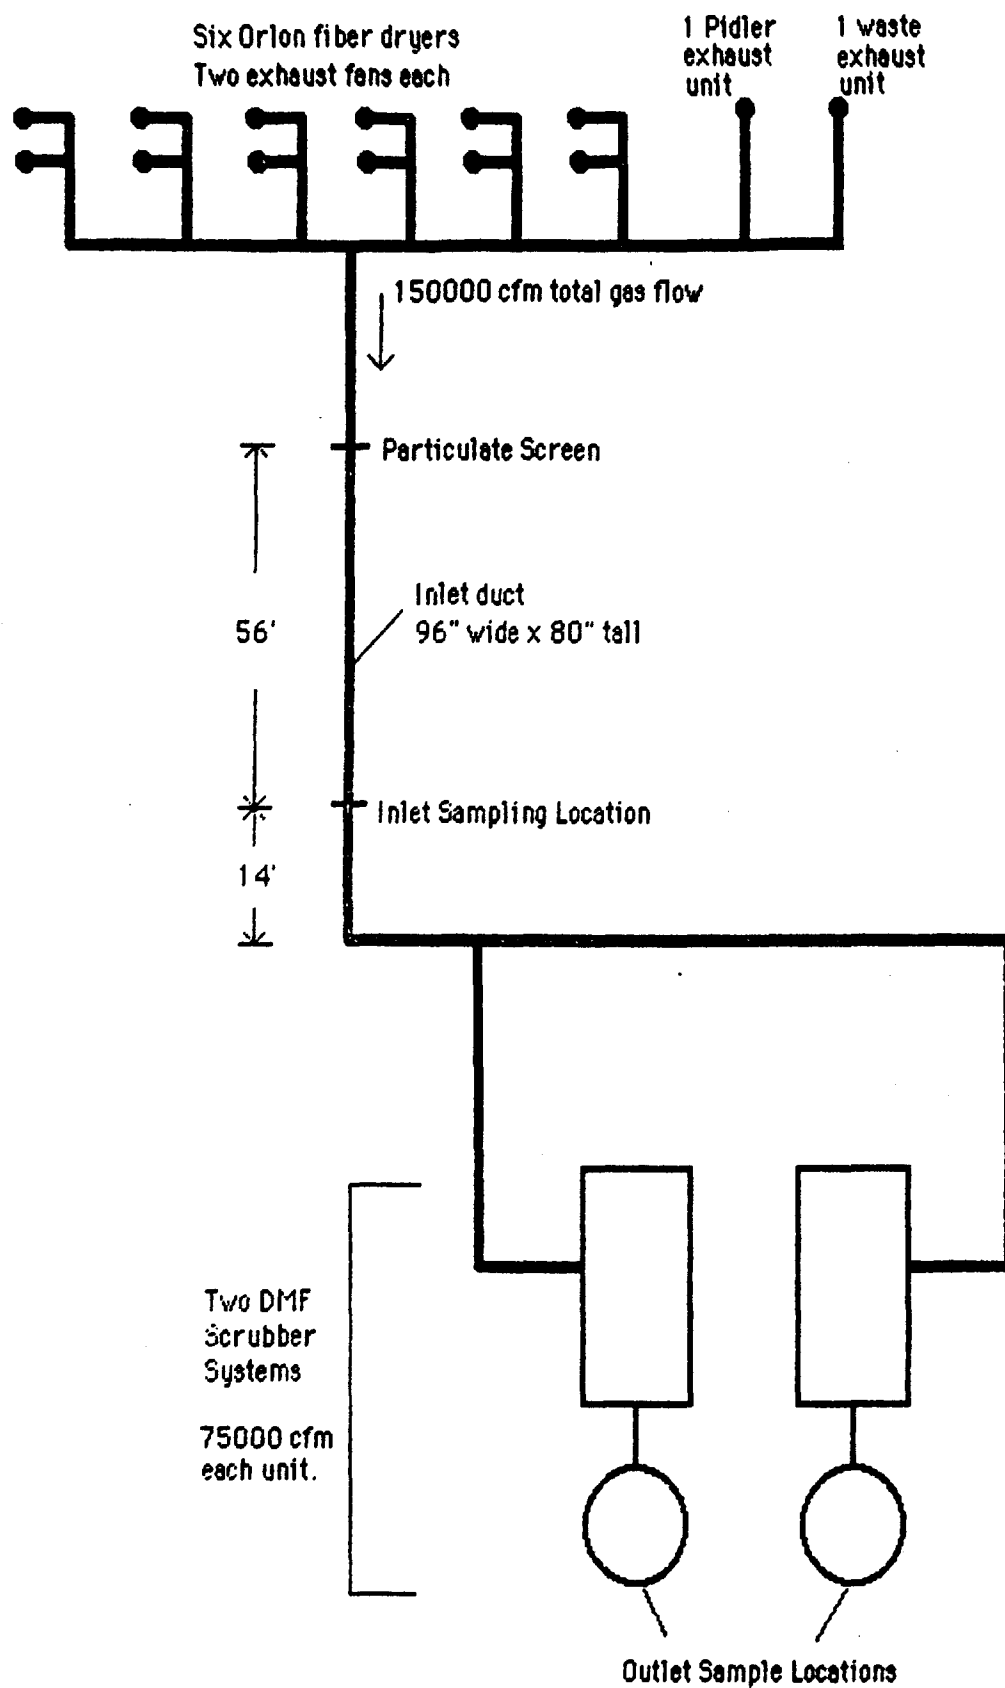 Six Orlon fiber dryers
Two exhaust fans each
1 Pidler
exhaust
unit
1 waste
exhaust
unit
150000 cfm total gas flow
Particulate Screen
56'
Inlet duct
96" wide x 80" tall
Inlet Sampling Location
14'
Two DMF
Scrubber
Systems
75000 cfm
each unit.
Outlet Sample Locations